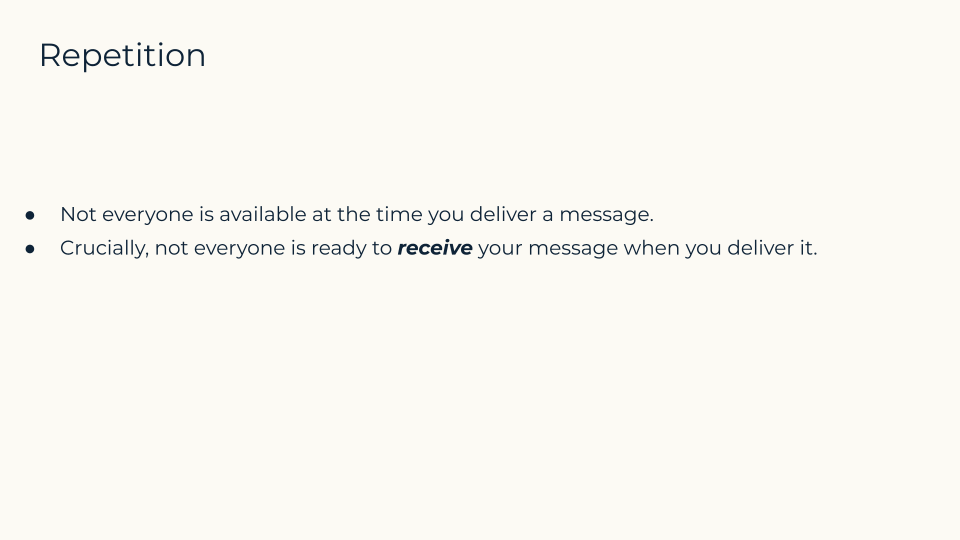 Repetition
● Not everyone is available at the time you deliver a message.
● Crucially, not everyone is ready to receive your message when you deliver it.